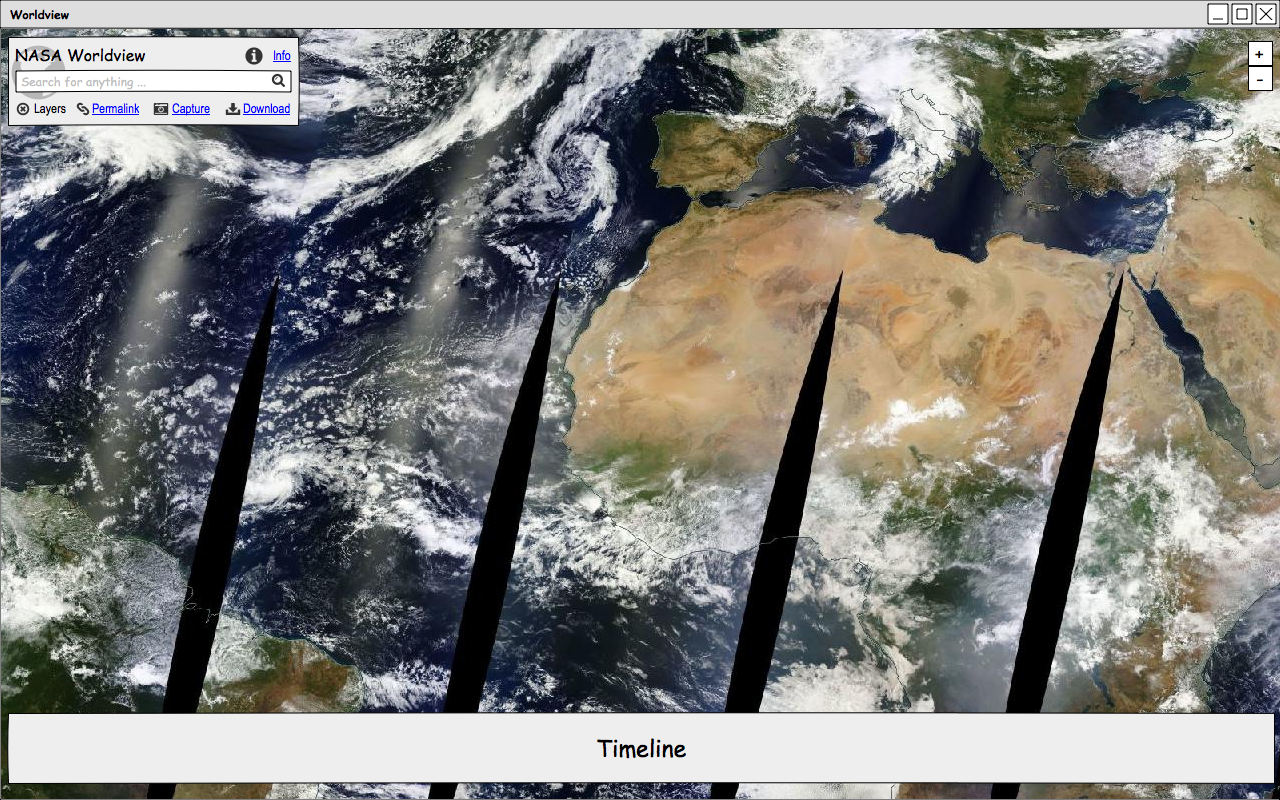 Worldview
NASA Worldview
Info
Search for anything ...
Layers
Permalink
Capture
Download
+
-
Timeline